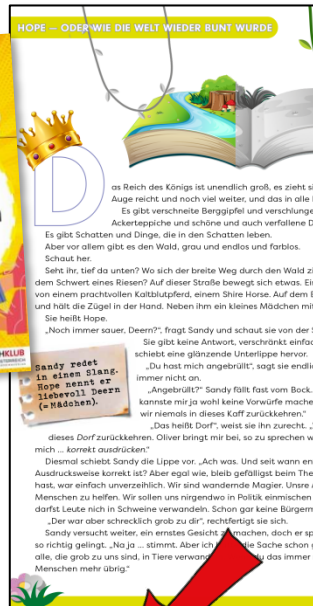 HOPE – ODER WIE DIE WELT WIEDER BUNT WURDE
D
as Reich des Königs ist unendlich groß, es zieht si
Auge reicht und noch viel weiter, und das in alle
Es gibt verschneite Berggipfel und verschlunge
Ackerteppiche und schöne und auch verfallene D
Es gibt Schatten und Dinge, die in den Schatten leben.
Aber vor allem gibt es den Wald, grau und endlos und farblos.
Schaut her.
Seht ihr, tief da unten? Wo sich der breite Weg durch den Wald zi
dem Schwert eines Riesen? Auf dieser Straße bewegt sich etwas. Ei
von einem prachtvollen Kaltblutpferd, einem Shire Horse. Auf dem B
und hält die Zügel in der Hand. Neben ihm ein kleines Mädchen mit
Sie heißt Hope.
„Noch immer sauer, Deern?", fragt Sandy und schaut sie von der S
Sie gibt keine Antwort, verschränkt einfac
schiebt eine glänzende Unterlippe hervor.
„Du hast mich angebrüllt", sagt sie endlic
immer nicht an.
„Angebrüllt?" Sandy fällt fast vom Bock.
kannste mir ja wohl keine Vorwürfe mache
wir niemals in dieses Kaff zurückkehren."
„Das heißt Dorf", weist sie ihn zurecht. „
Sandy redet
in einem Slang.
Hope nennt er
liebevoll Deern
(= Mädchen).
dieses Dorf zurückkehren. Oliver bringt mir bei, so zu sprechen w
mich ... korrekt ausdrücken."
Diesmal schiebt Sandy die Lippe vor. „Ach was. Und seit wann en
Ausdrucksweise korrekt ist? Aber egal wie, bleib gefälligst beim The
hast, war einfach unverzeihlich. Wir sind wandernde Magier. Unsre A
Menschen zu helfen. Wir sollen uns nirgendwo in Politik einmischen
darfst Leute nich in Schweine verwandeln. Schon gar keine Bürgerm
„Der war aber schrecklich grob zu dir", rechtfertigt sie sich.
Sandy versucht weiter, ein ernstes Gesicht zu machen, doch er sp
so richtig gelingt. „Na ja ... stimmt. Aber ich die Sache schon g
alle, die grob zu uns sind, in Tiere verwan du das immer
Menschen mehr übrig."
HKLUB